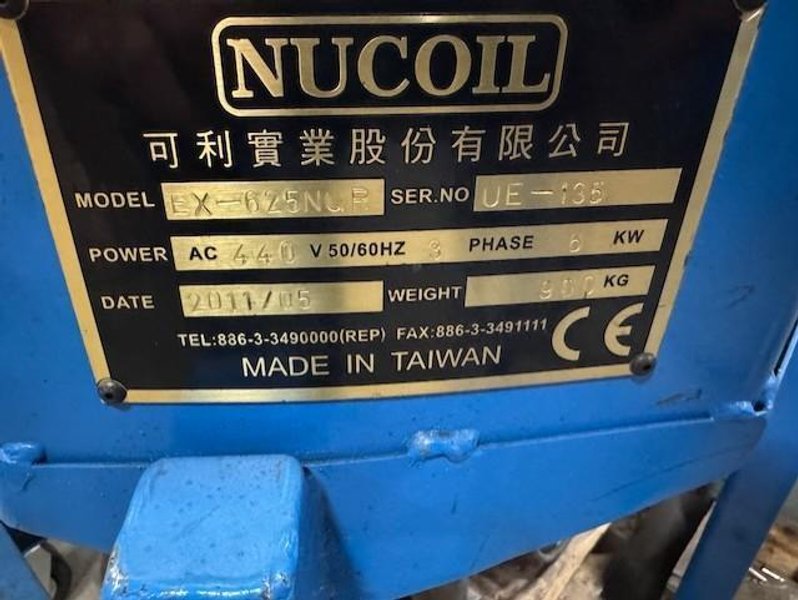 NUCOIL
可利實業股份有限公司
MODEL EX-625NCR SER.NO UE-135
POWER AC 440 V 50/60HZ 3 PHASE 6 KW
DATE 2011/05 WEIGHT 900 KG
TEL:886-3-3490000(REP) FAX:886-3-3491111 CE
MADE IN TAIWAN